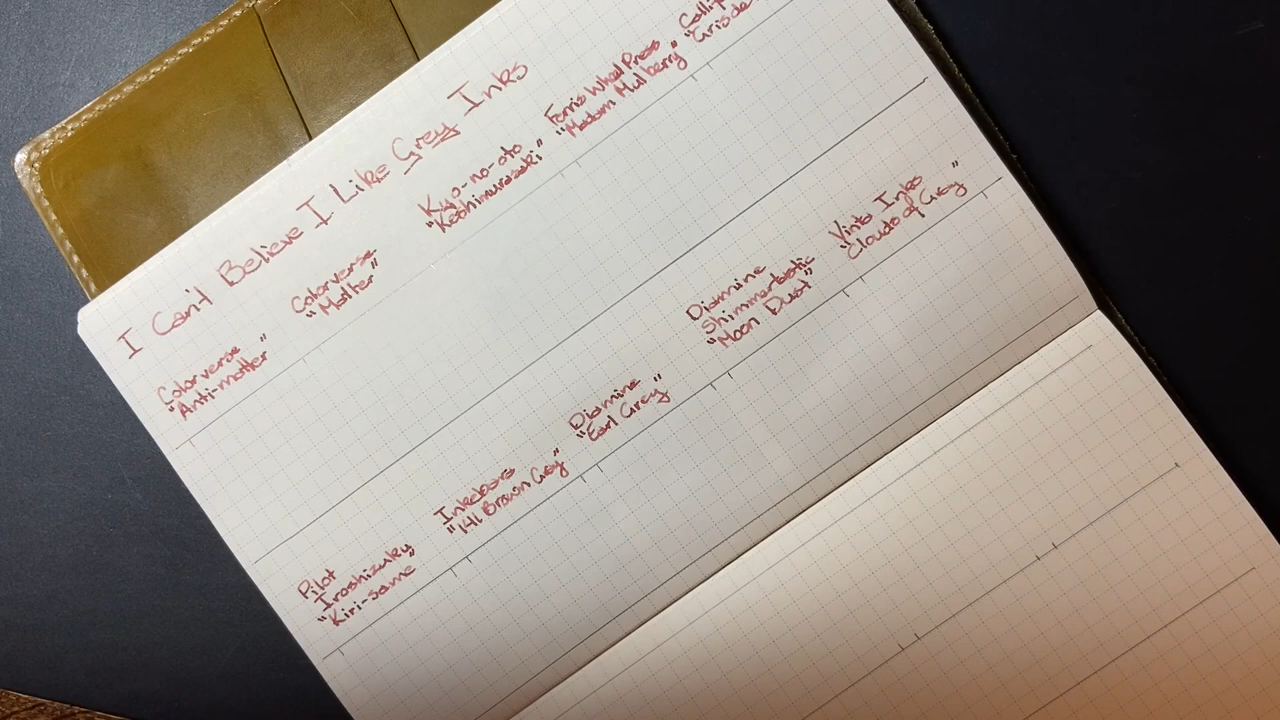 I Can't Believe I Like Grey Inks
Colorverse
"Anti-matter"
Colorverse
"Matter"
Kyo-no-oto
"Keshimurasaki"
Ferris Wheel Press
"Madam Mulberry"
Pilot
Iroshizuku
"Kiri-same"
Inkebara
"141 Brown Grey"
Diamine
"Earl Grey"
Diamine
Shimmertastic
"Moon Dust"
Vinta Inks
"Clouds of Grey"